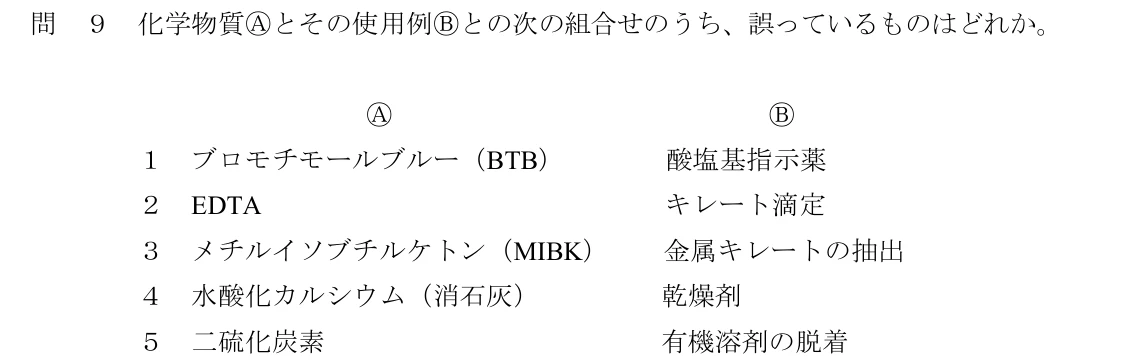 問 ９ 化学物質Ⓐとその使用例Ⓑとの次の組合せのうち、誤っているものはどれか。
Ⓐ Ⓑ
１ ブロモチモールブルー（BTB） 酸塩基指示薬
２ EDTA キレート滴定
３ メチルイソブチルケトン（MIBK） 金属キレートの抽出
４ 水酸化カルシウム（消石灰） 乾燥剤
５ 二硫化炭素 有機溶剤の脱着